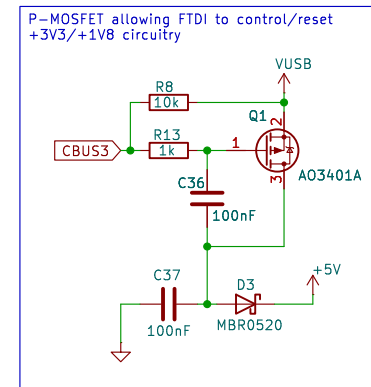 P-MOSFET allowing FTDI to control/reset
+3V3/+1V8 circuitry
VUSB
R8
10k
Q1
2
R13
CBUS3
1k
1
3
AO3401A
C36
100nF
C37
D3
+5V
100nF
MBR0520